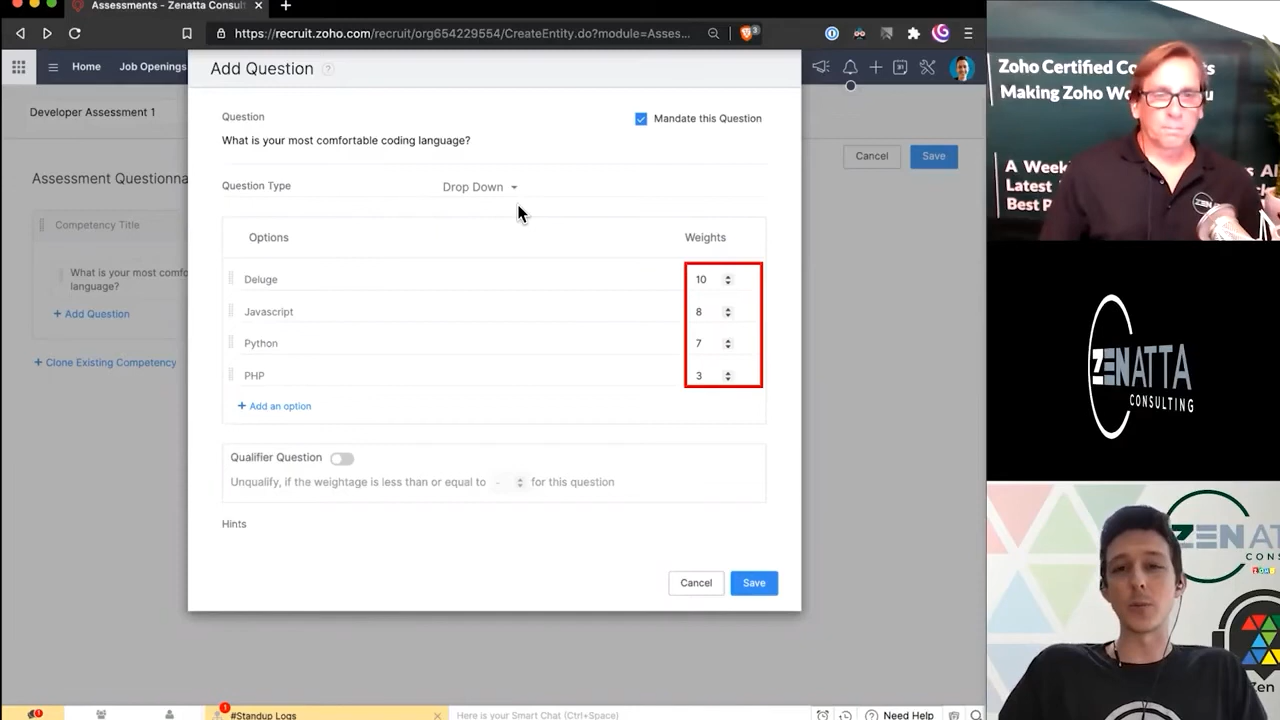 Assessments - Zenatta Consul
https://recruit.zoho.com/recruit/org654229554/CreateEntity.do?module=Asses...
Home
Job Openings
31
Developer Assessment 1
Cancel
Save
Assessment Questionna
Competency Title
What is your most comfo
language?
+ Add Question
+ Clone Existing Competency
Add Question ?
Question
Mandate this Question
What is your most comfortable coding language?
Question Type
Drop Down
Options
Weights
Deluge
10
Javascript
8
Python
7
PHP
3
+ Add an option
Qualifier Question
Unqualify, if the weightage is less than or equal to - for this question
Hints
Cancel
Save
#Standup Logs
1
Here is your Smart Chat (Ctrl+Space)
Need Help
Zoho Certified Co
Making Zoho Wo
A Week
Latest
Best P
ZENATTA
CONSULTING
ZENAT
CONS
Zen